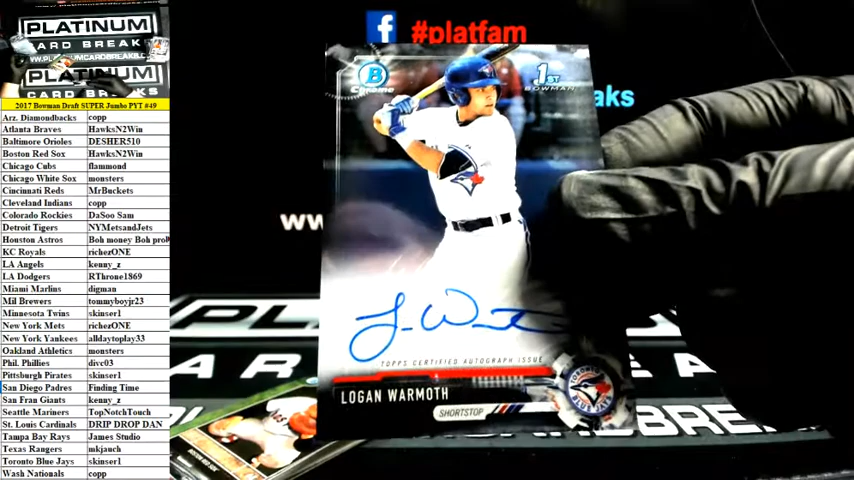 PLATINUM
CARD BREAK
PLATINUM
CARD BREAKS
2017 Bowman Draft SUPER Jumbo PYT #49
Arz. Diamondbacks copp
Atlanta Braves HawksN2Win
Baltimore Orioles DESHER510
Boston Red Sox HawksN2Win
Chicago Cubs flammond
Chicago White Sox monsters
Cincinnati Reds MrBuckets
Cleveland Indians copp
Colorado Rockies DaSoo Sam
Detroit Tigers NYMetsandJets
Houston Astros Boh money Boh prol
KC Royals richezONE
LA Angels kenny_z
LA Dodgers RThrone1869
Miami Marlins digman
Mil Brewers tommyboyjr23
Minnesota Twins skinser1
New York Mets richezONE
New York Yankees alldaytoplay33
Oakland Athletics monsters
Phil. Phillies divc03
Pittsburgh Pirates skinser1
San Diego Padres Finding Time
San Fran Giants kenny_z
Seattle Mariners TopNotchTouch
St. Louis Cardinals DRIP DROP DAN
Tampa Bay Rays James Studio
Texas Rangers mkjauch
Toronto Blue Jays skinser1
Wash Nationals copp
f #platfam
aks
ww
B
Chrome
1ST
BOWMAN
TOPPS CERTIFIED AUTOGRAPH ISSUE
LOGAN WARMOTH
SHORTSTOP
BLUE JAYS